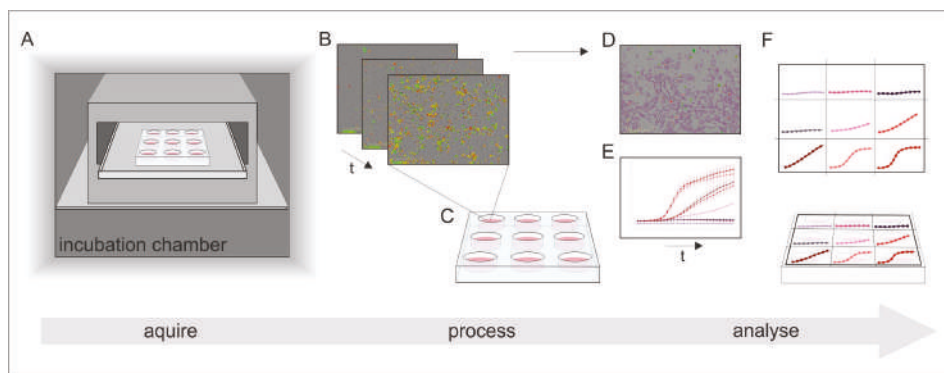 A
B
D
F
t
E
C
incubation chamber
t
aquire
process
analyse